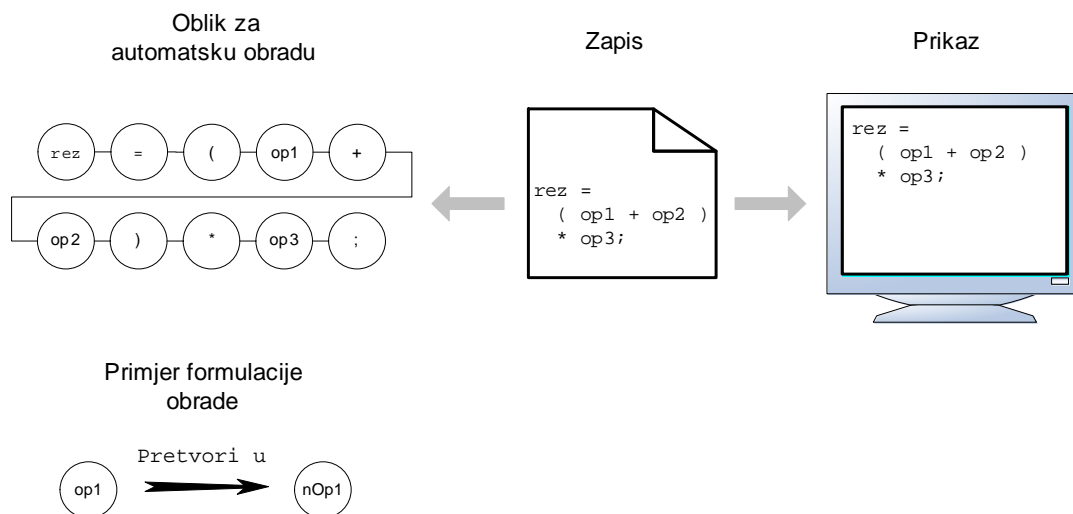 Oblik za
automatsku obradu
Zapis
Prikaz
rez = ( op1 +
op2 ) * op3 ;
rez =
( op1 + op2 )
* op3;
rez =
( op1 + op2 )
* op3;
Primjer formulacije
obrade
Pretvori u
op1 nOp1